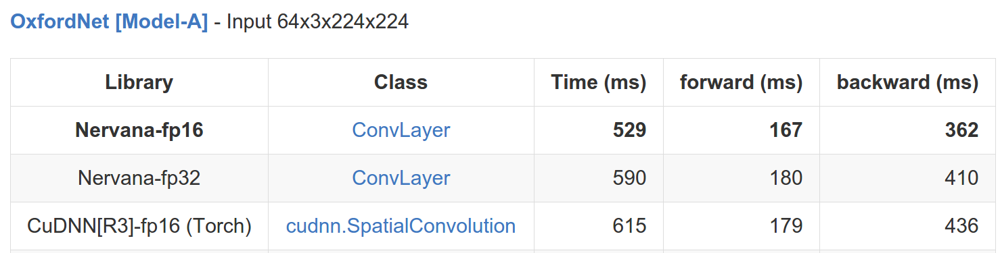 OxfordNet [Model-A] - Input 64x3x224x224
Library Class Time (ms) forward (ms) backward (ms)
Nervana-fp16 ConvLayer 529 167 362
Nervana-fp32 ConvLayer 590 180 410
CuDNN[R3]-fp16 (Torch) cudnn.SpatialConvolution 615 179 436